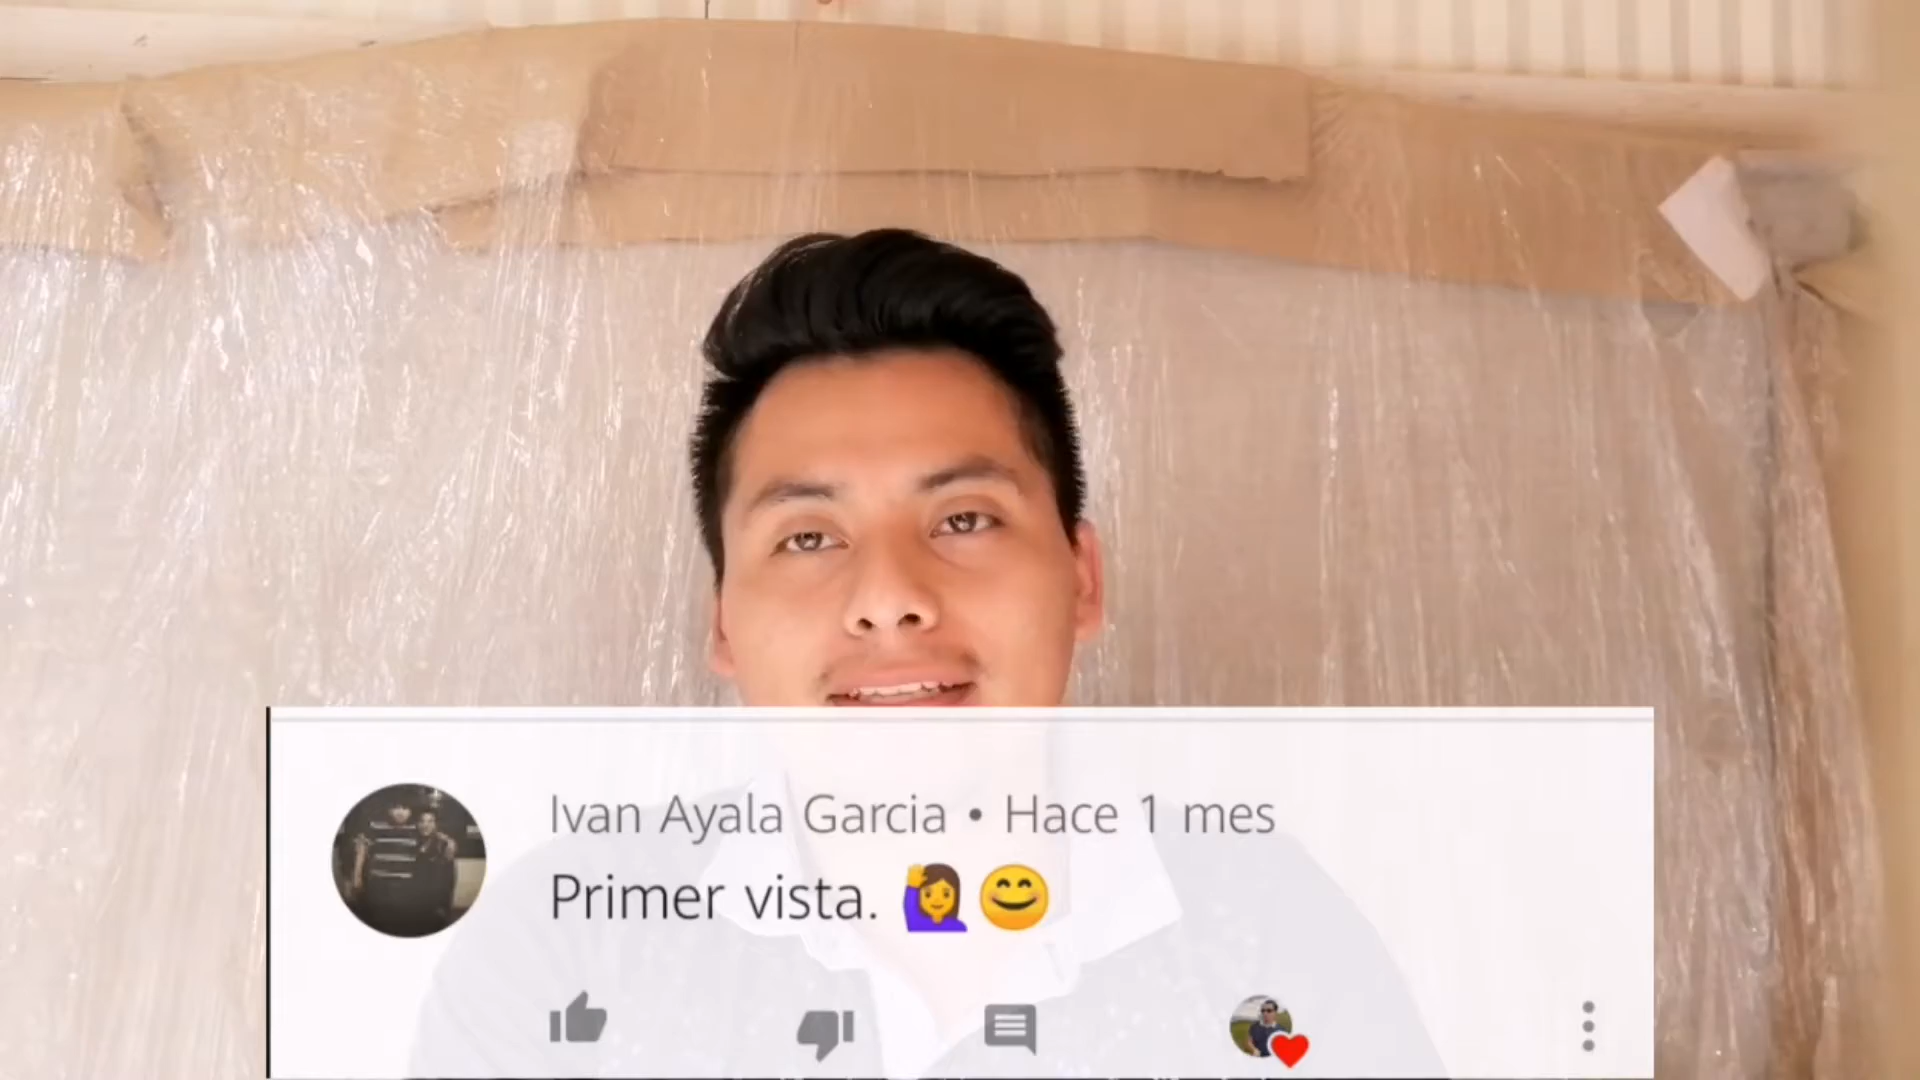 Ivan Ayala Garcia • Hace 1 mes
Primer vista. 🙋‍♀️😊